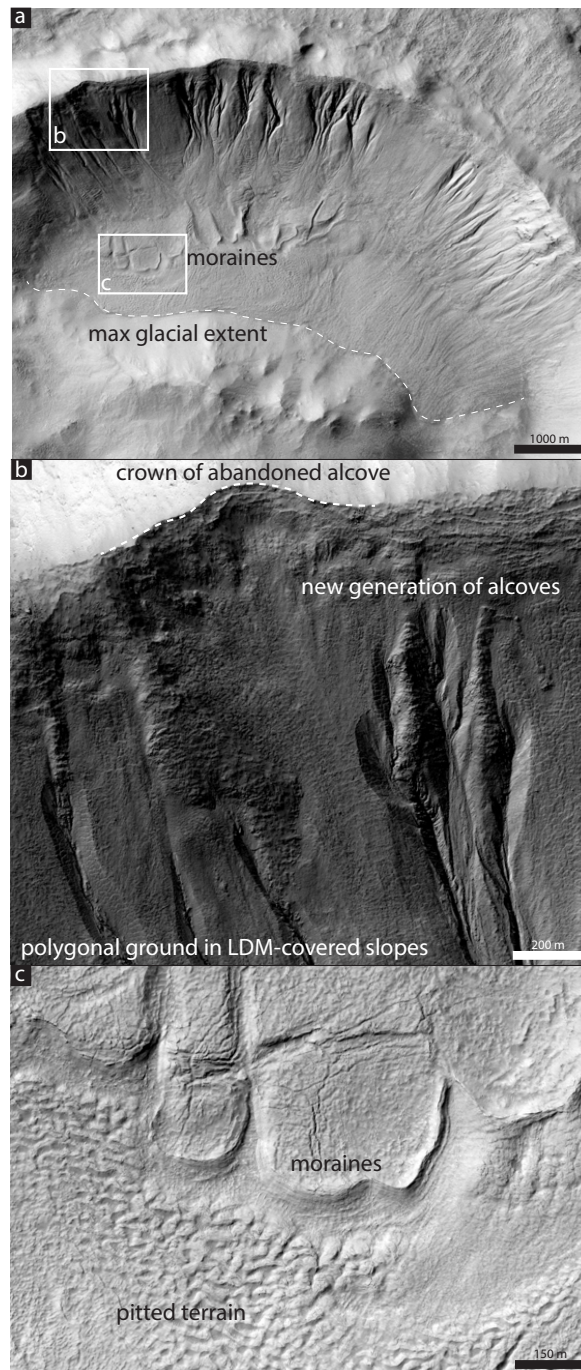 a
b
moraines
c
max glacial extent
1000 m
b
crown of abandoned alcove
new generation of alcoves
polygonal ground in LDM-covered slopes
200 m
c
moraines
pitted terrain
150 m